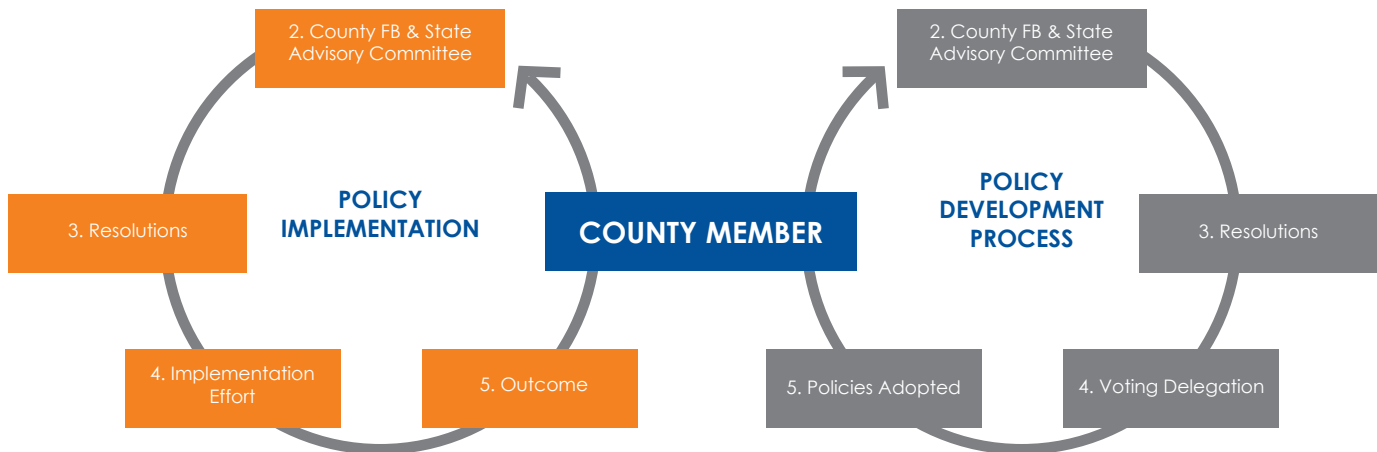 2. County FB & State
Advisory Committee
POLICY
IMPLEMENTATION
3. Resolutions
4. Implementation
Effort
5. Outcome
COUNTY MEMBER
2. County FB & State
Advisory Committee
POLICY
DEVELOPMENT
PROCESS
3. Resolutions
4. Voting Delegation
5. Policies Adopted